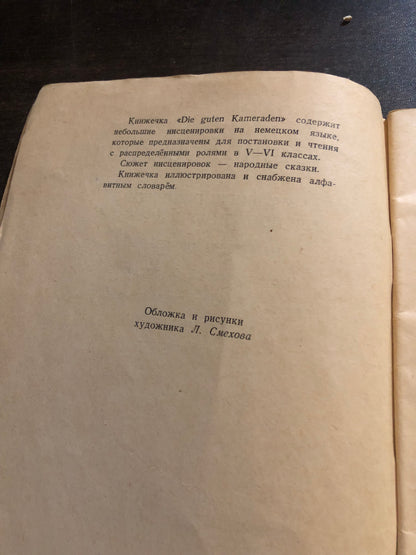 Книжечка «Die guten Kameraden» содержит
небольшие инсценировки на немецком языке,
которые предназначены для постановки и чтения
с распределёнными ролями в V—VI классах.
Сюжет инсценировок — народные сказки.
Книжечка иллюстрирована и снабжена алфа-
витным словарём
Обложка и рисунки
художника Л. Смехова